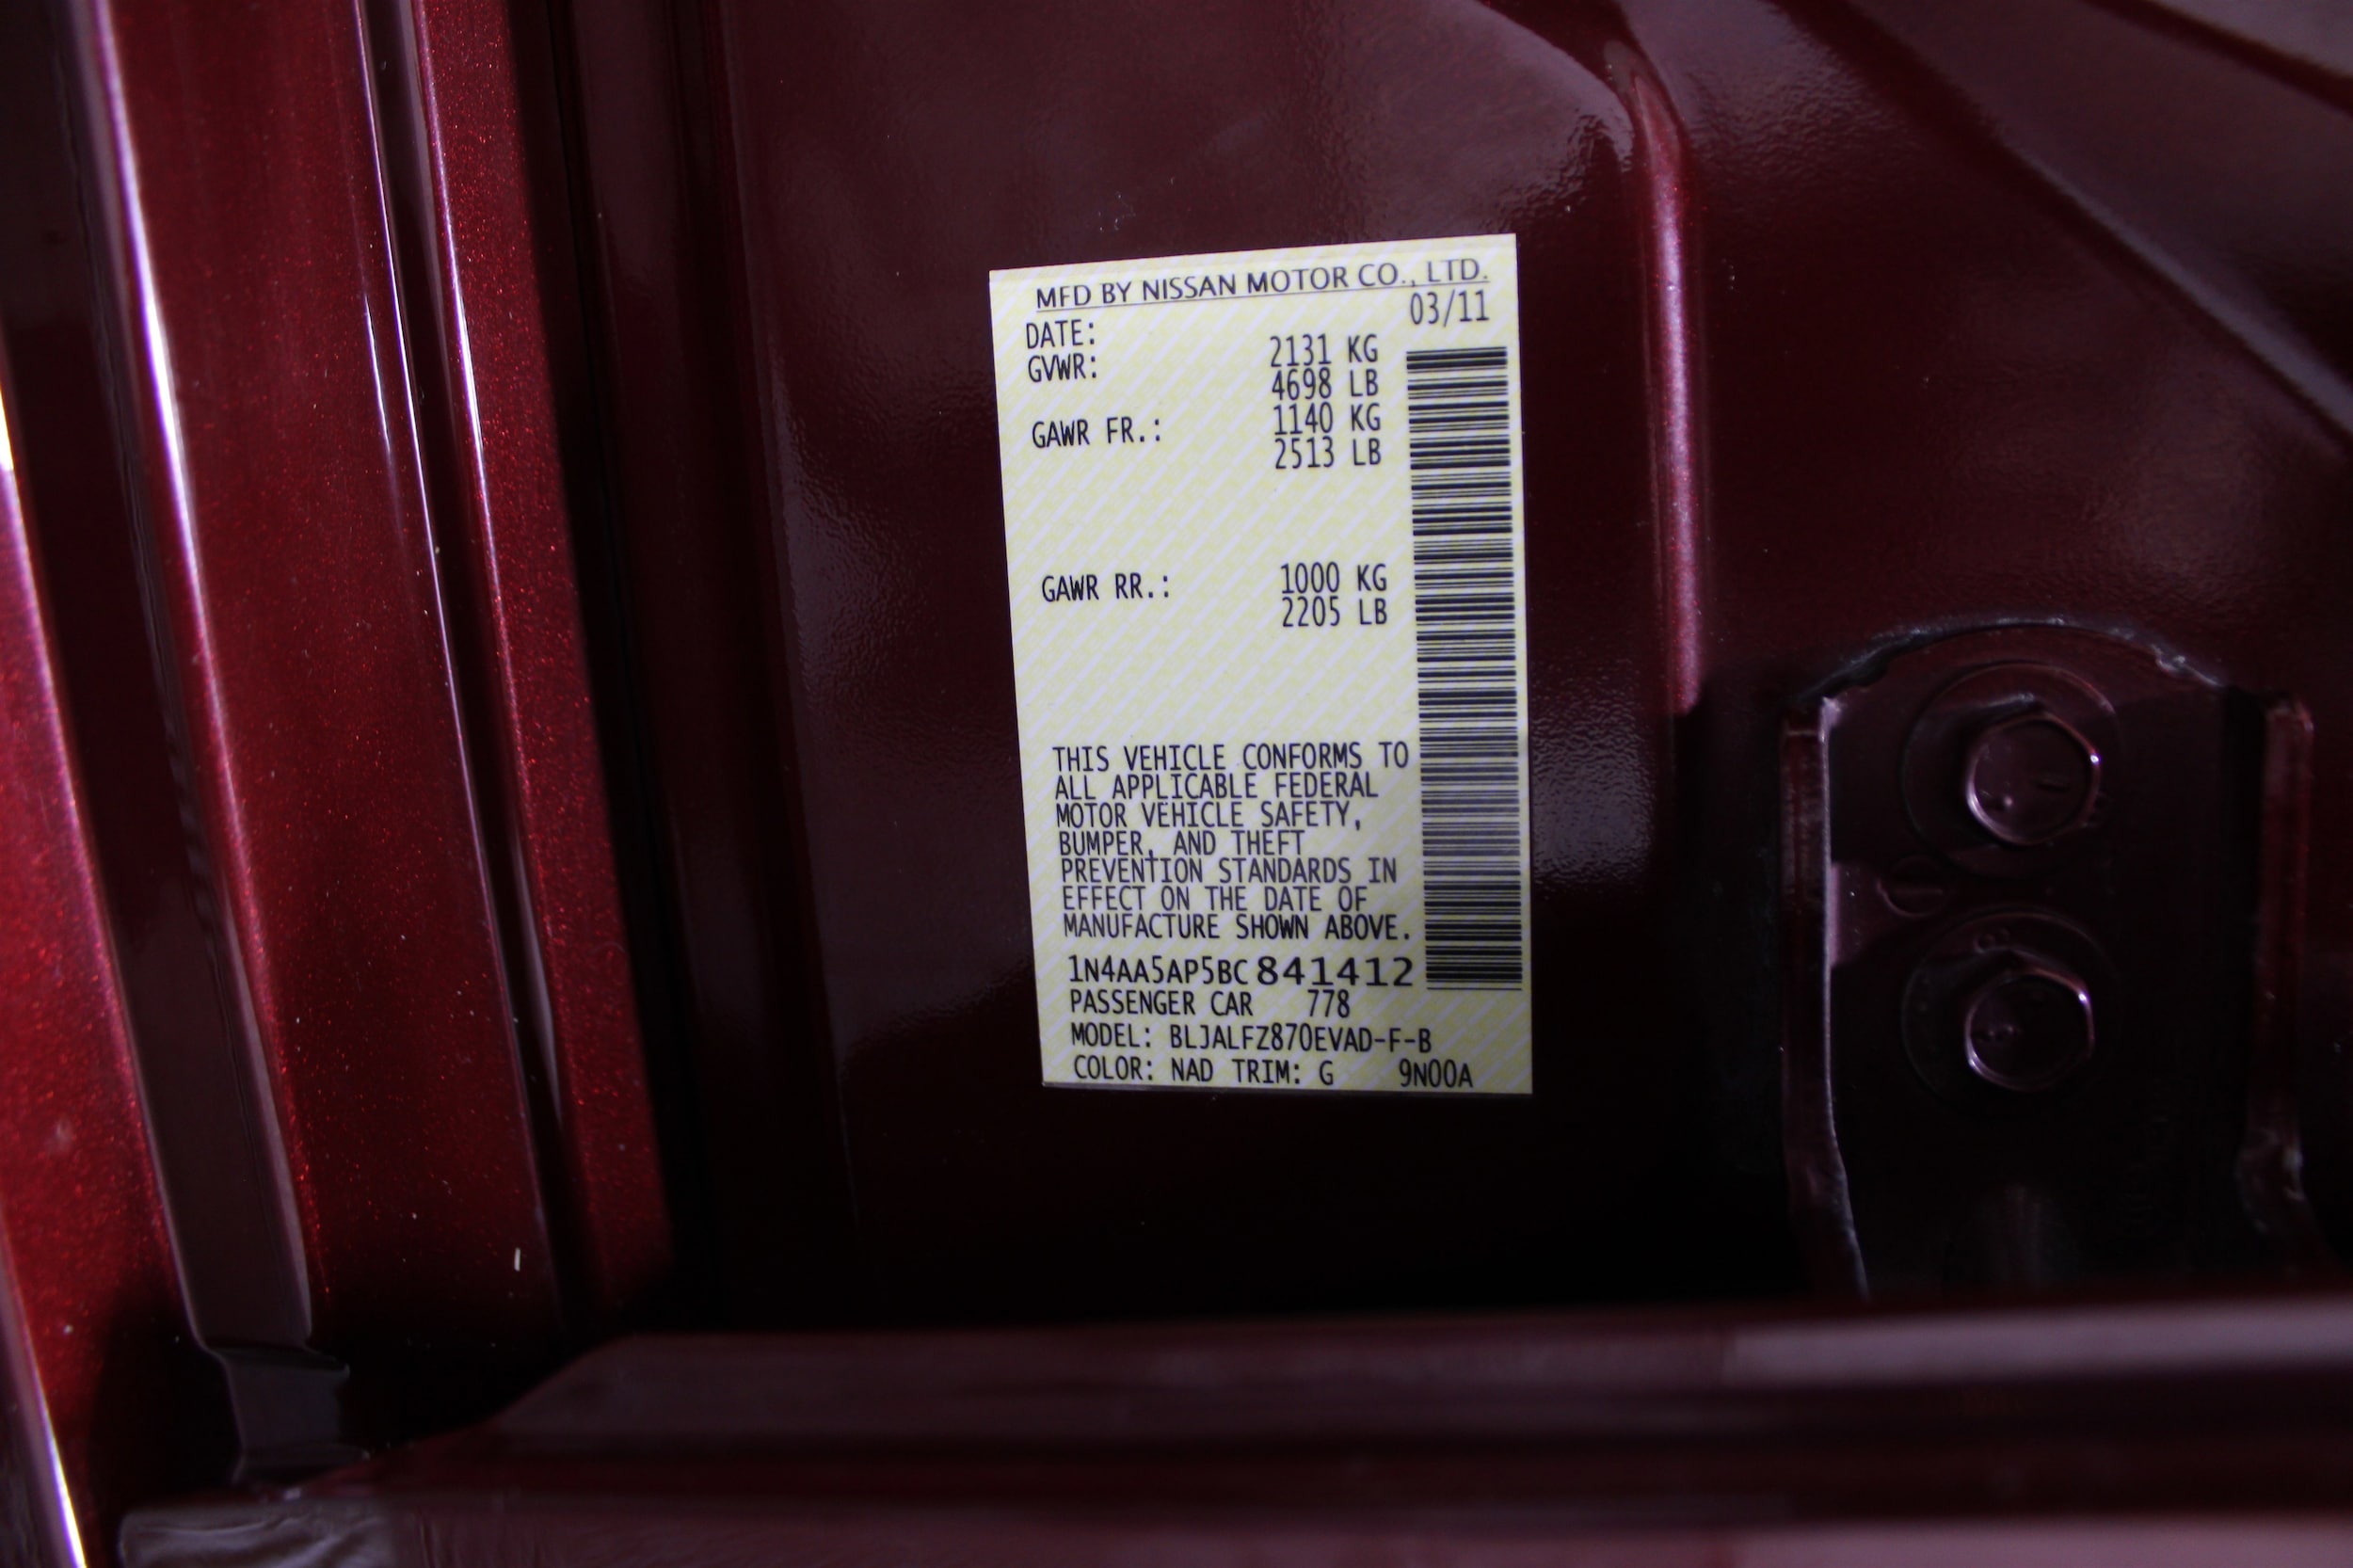 MFD BY NISSAN MOTOR CO., LTD.
DATE: 03/11
GVWR: 2131 KG
4698 LB
GAWR FR.: 1140 KG
2513 LB
GAWR RR.: 1000 KG
2205 LB
THIS VEHICLE CONFORMS TO
ALL APPLICABLE FEDERAL
MOTOR VEHICLE SAFETY,
BUMPER, AND THEFT
PREVENTION STANDARDS IN
EFFECT ON THE DATE OF
MANUFACTURE SHOWN ABOVE.
1N4AA5AP5BC841412
PASSENGER CAR 778
MODEL: BLJALFZ870EVAD-F-B
COLOR: NAD TRIM: G 9N00A